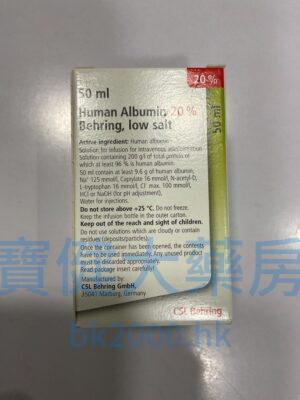 20 %
50 ml
Human Albumin 20 %
Behring, low salt
50 ml
Active ingredient: Human albumin
Solution for infusion for intravenous administration
Solution containing 200 g/l of total protein
of which at least 96 % is human albumin.
50 ml contain at least 9.6 g of human albumin,
Na⁺ 125 mmol/l, Caprylate 16 mmol/l, N-acetyl-D,
L-tryptophan 16 mmol/l, Cl⁻ max. 100 mmol/l,
HCl or NaOH (for pH adjustment),
Water for injections.
Do not store above +25 °C. Do not freeze.
Keep the infusion bottle in the outer carton.
Keep out of the reach and sight of children.
Do not use solutions which are cloudy or contain
residues (deposits/particles).
Once the container has been opened, the contents
have to be used immediately. Any unused product
must be discarded appropriately.
Read package insert carefully!
Manufactured by:
CSL Behring GmbH,
35041 Marburg, Germany
CSL Behring
bk2000.hk